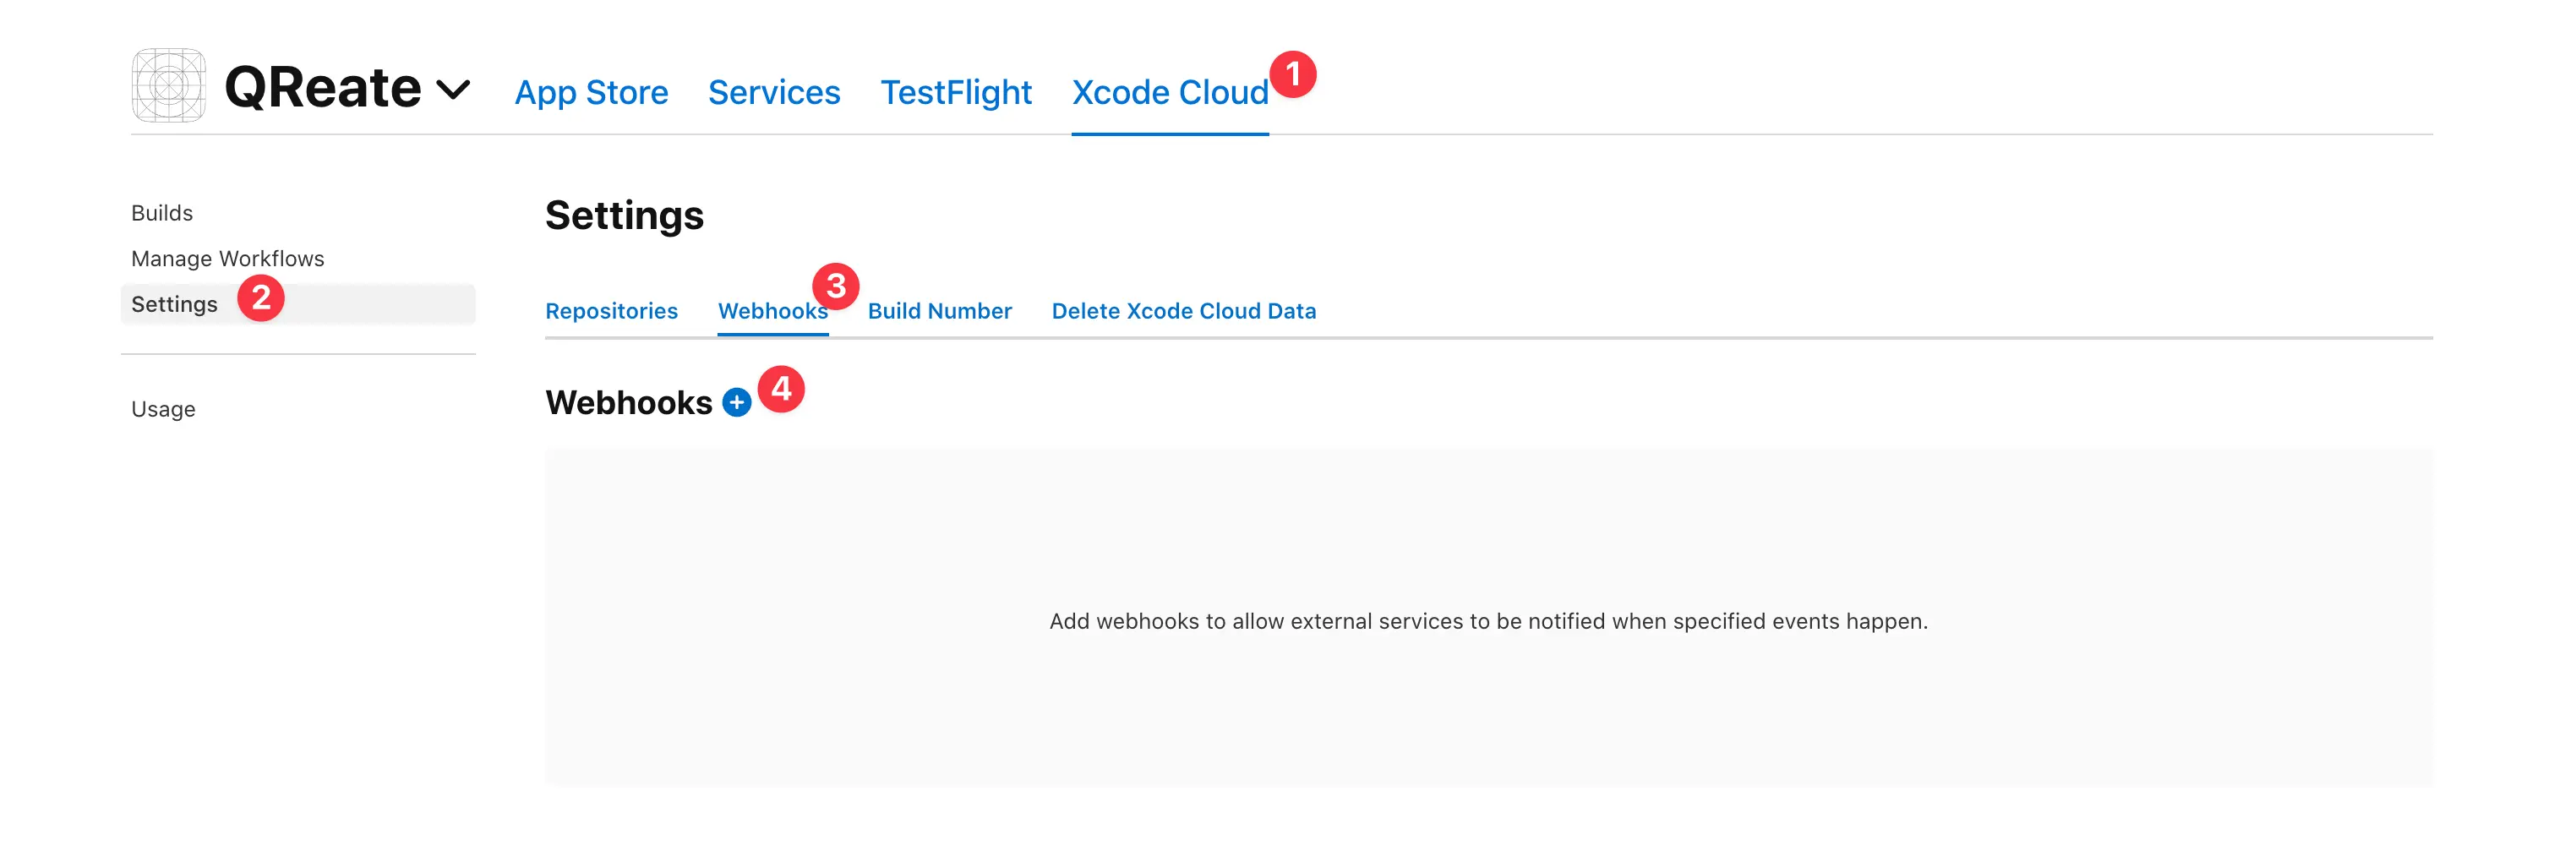 QReate App Store Services TestFlight Xcode Cloud 1
Builds
Manage Workflows
Settings 2
Usage
Settings
Repositories Webhooks 3 Build Number Delete Xcode Cloud Data
Webhooks + 4
Add webhooks to allow external services to be notified when specified events happen.